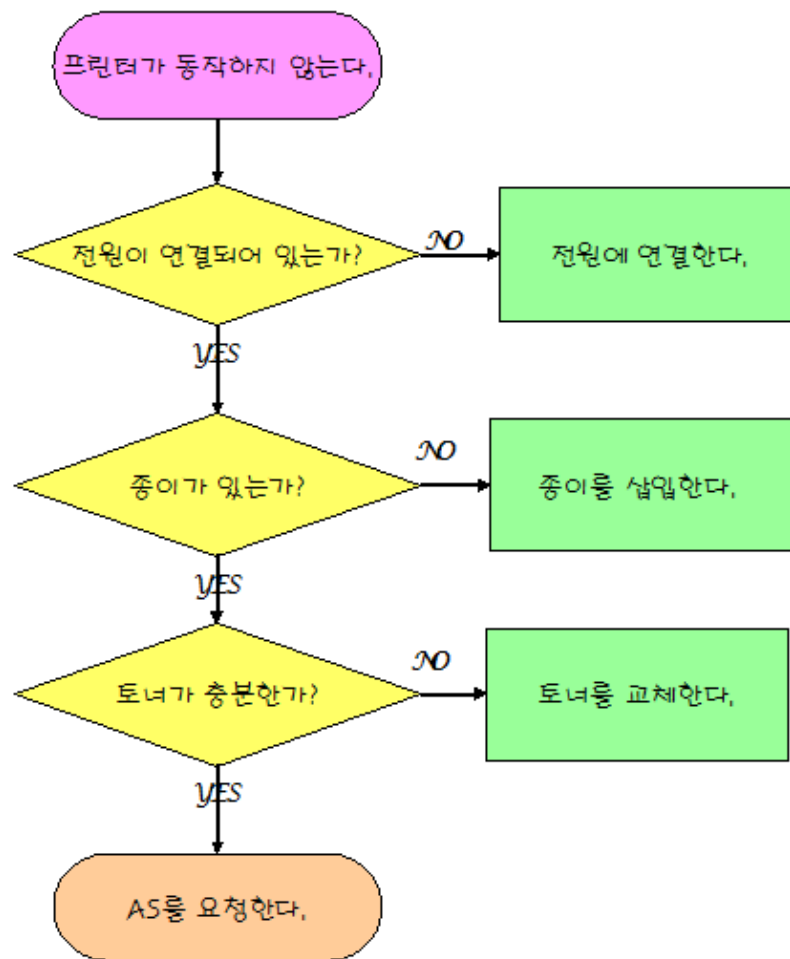 프린터가 동작하지 않는다.
전원이 연결되어 있는가?
NO
전원에 연결한다.
YES
종이가 있는가?
NO
종이를 삽입한다.
YES
토너가 충분한가?
NO
토너를 교체한다.
YES
AS를 요청한다.